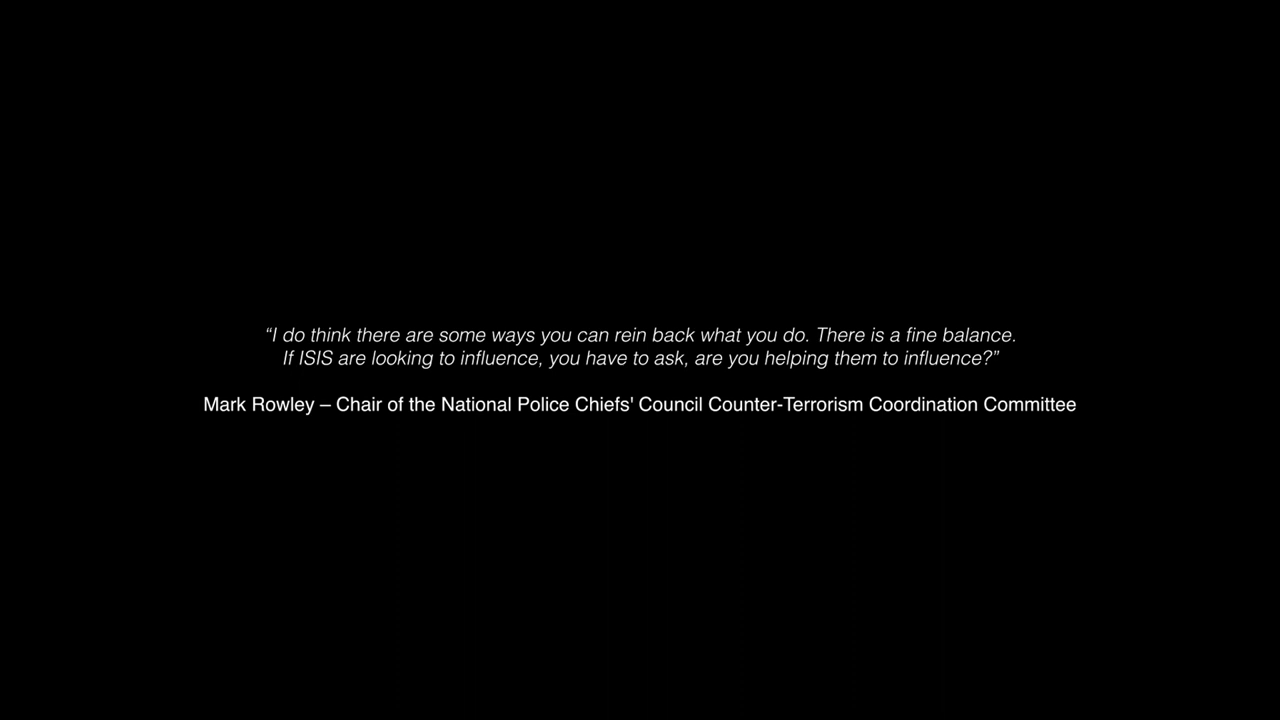 “I do think there are some ways you can rein back what you do. There is a fine balance.
If ISIS are looking to influence, you have to ask, are you helping them to influence?”
Mark Rowley – Chair of the National Police Chiefs' Council Counter-Terrorism Coordination Committee